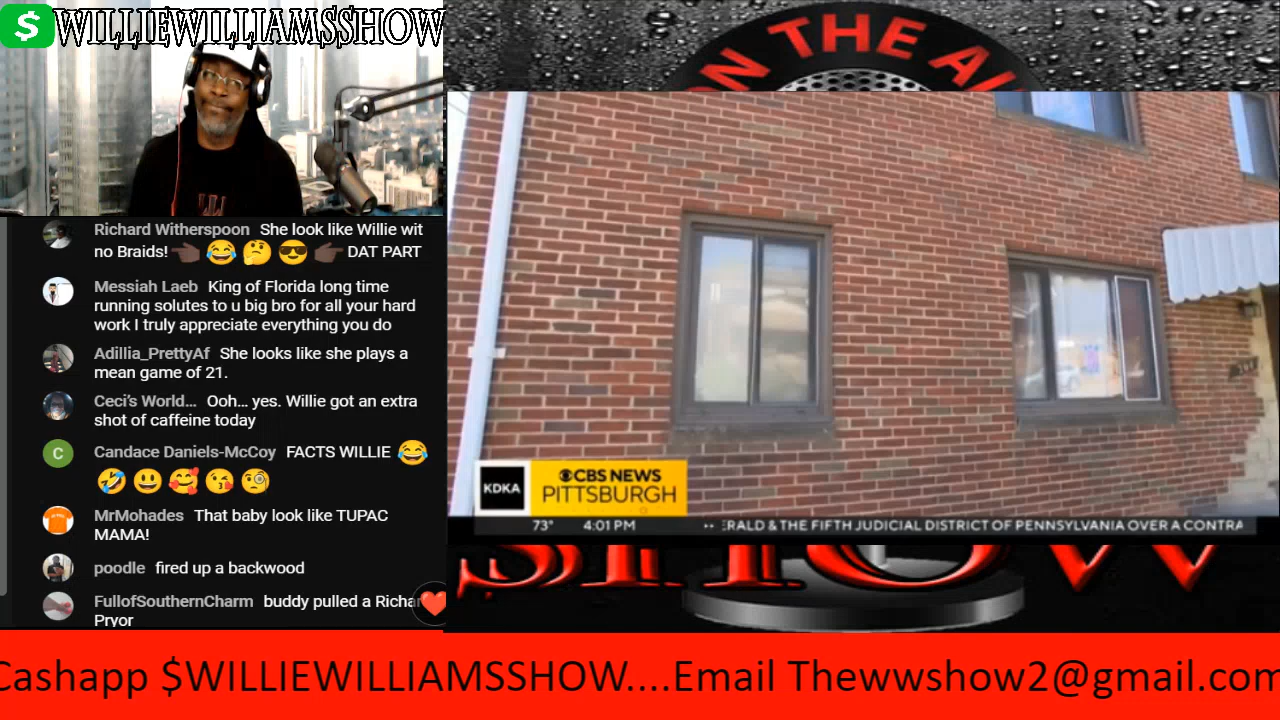 $ WILLIEWILLIAMSSHOW
ON THE AI
Richard Witherspoon She look like Willie wit
no Braids! 👈🏿😂🤔😎👉🏿 DAT PART
Messiah Laeb King of Florida long time
running solutes to u big bro for all your hard
work I truly appreciate everything you do
Adillia_PrettyAf She looks like she plays a
mean game of 21.
Ceci’s World… Ooh… yes. Willie got an extra
shot of caffeine today
C Candace Daniels-McCoy FACTS WILLIE 😂
🤣😃🥰😘🧐
MrMohades That baby look like TUPAC
MAMA!
poodle fired up a backwood
FullofSouthernCharm buddy pulled a Richar
Pryor
KDKA
CBS NEWS
PITTSBURGH
73° 4:01 PM ERALD & THE FIFTH JUDICIAL DISTRICT OF PENNSYLVANIA OVER A CONTRA
SHOW
Cashapp $WILLIEWILLIAMSSHOW....Email Thewwshow2@gmail.com